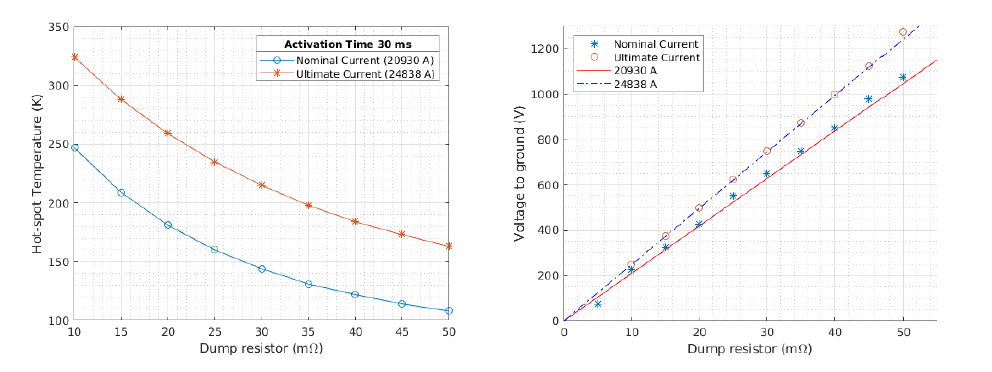 350
300
250
200
150
100
10 15 20 25 30 35 40 45 50
Hot-spot Temperature (K)
Dump resistor (mΩ)
Activation Time 30 ms
Nominal Current (20930 A)
Ultimate Current (24838 A)
1200
1000
800
600
400
200
0
0 10 20 30 40 50
Voltage to ground (V)
Dump resistor (mΩ)
Nominal Current
Ultimate Current
20930 A
24838 A